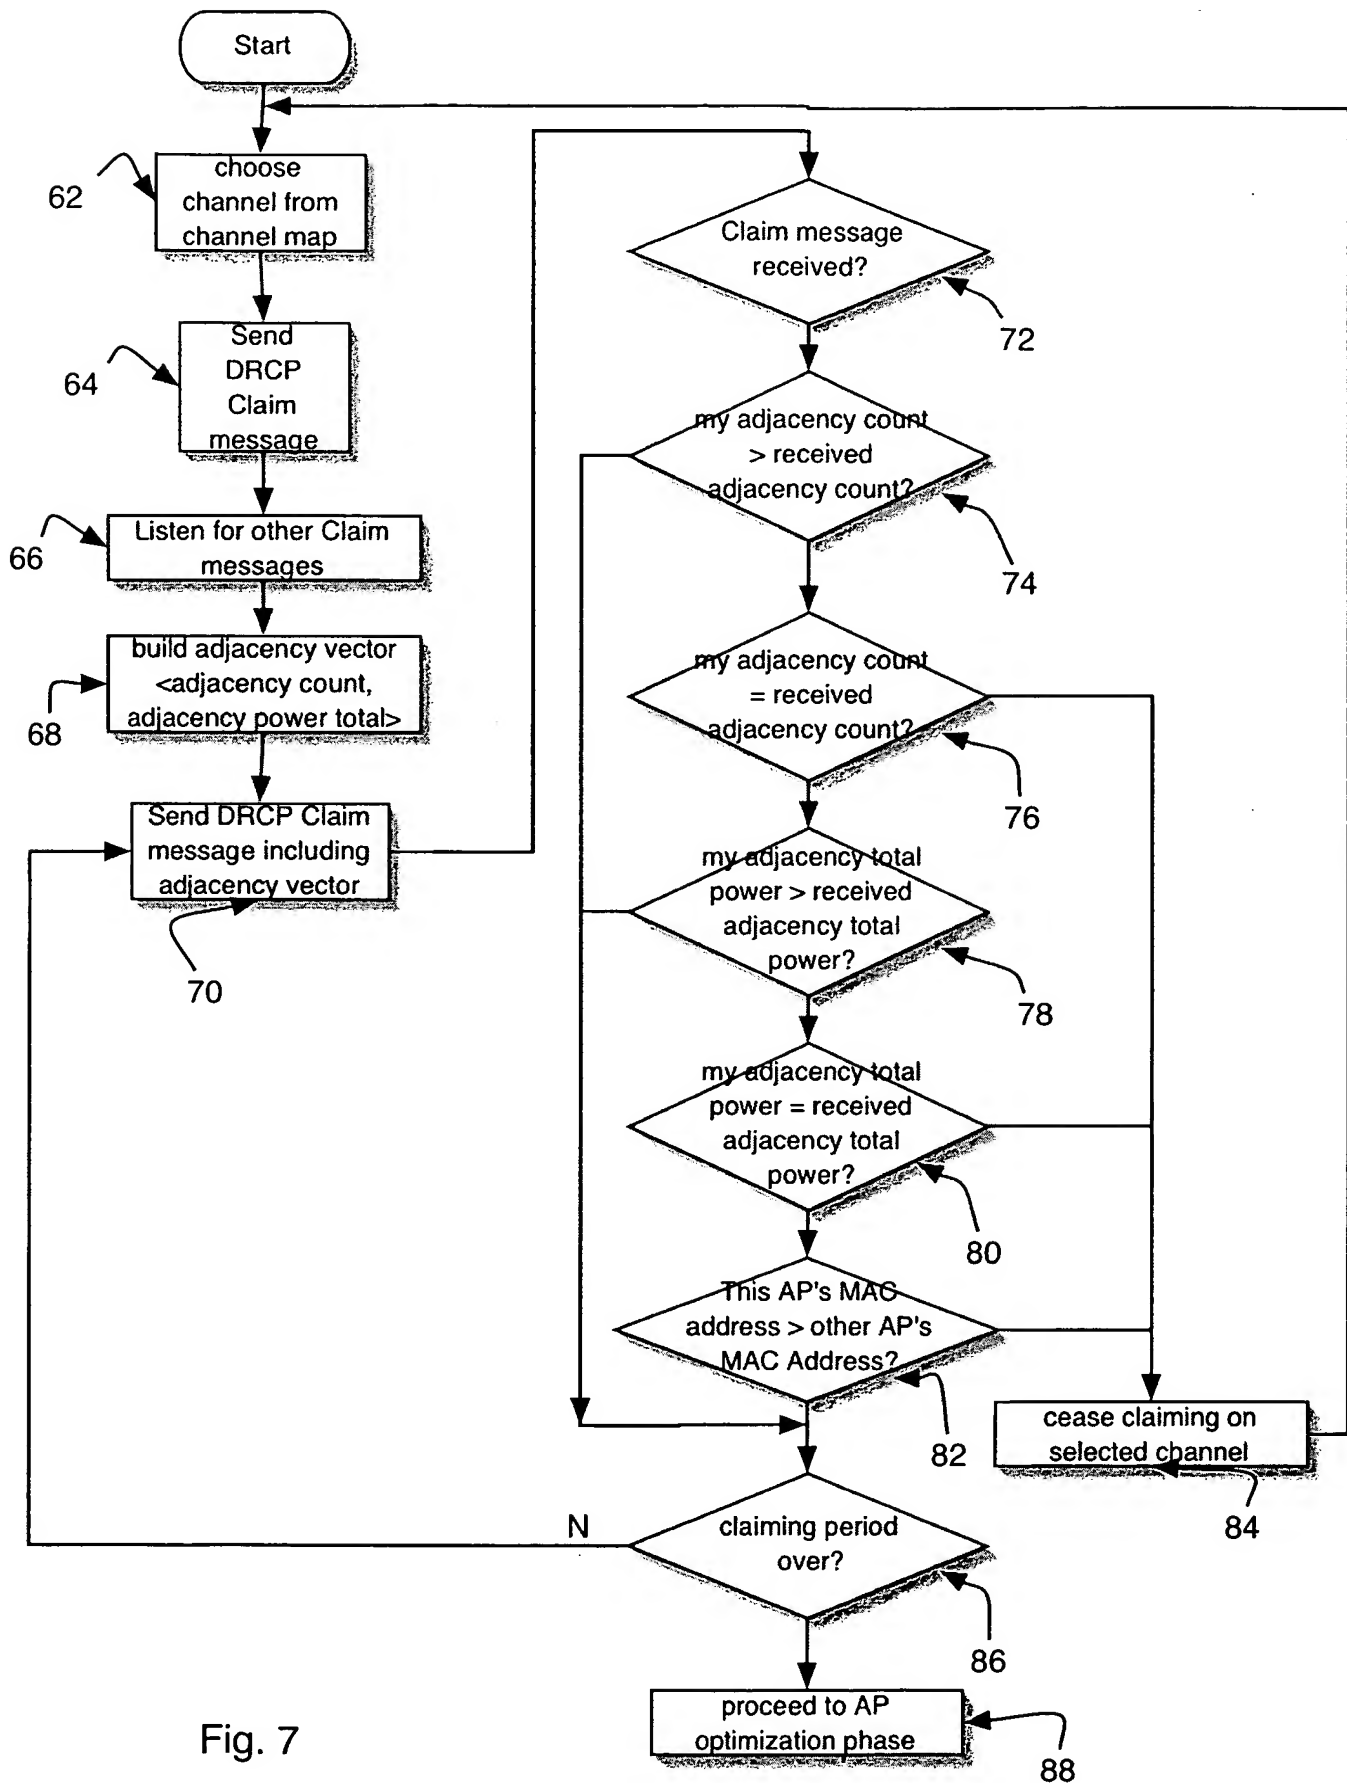 Start
choose
channel from
channel map
62
Send
DRCP
Claim
message
64
Listen for other Claim
messages
66
build adjacency vector
<adjacency count,
adjacency power total>
68
Send DRCP Claim
message including
adjacency vector
70
Claim message
received?
72
my adjacency count
> received
adjacency count?
74
my adjacency count
= received
adjacency count?
76
my adjacency total
power > received
adjacency total
power?
78
my adjacency total
power = received
adjacency total
power?
80
This AP's MAC
address > other AP's
MAC Address?
82
cease claiming on
selected channel
84
claiming period
over?
N
86
proceed to AP
optimization phase
88
Fig. 7